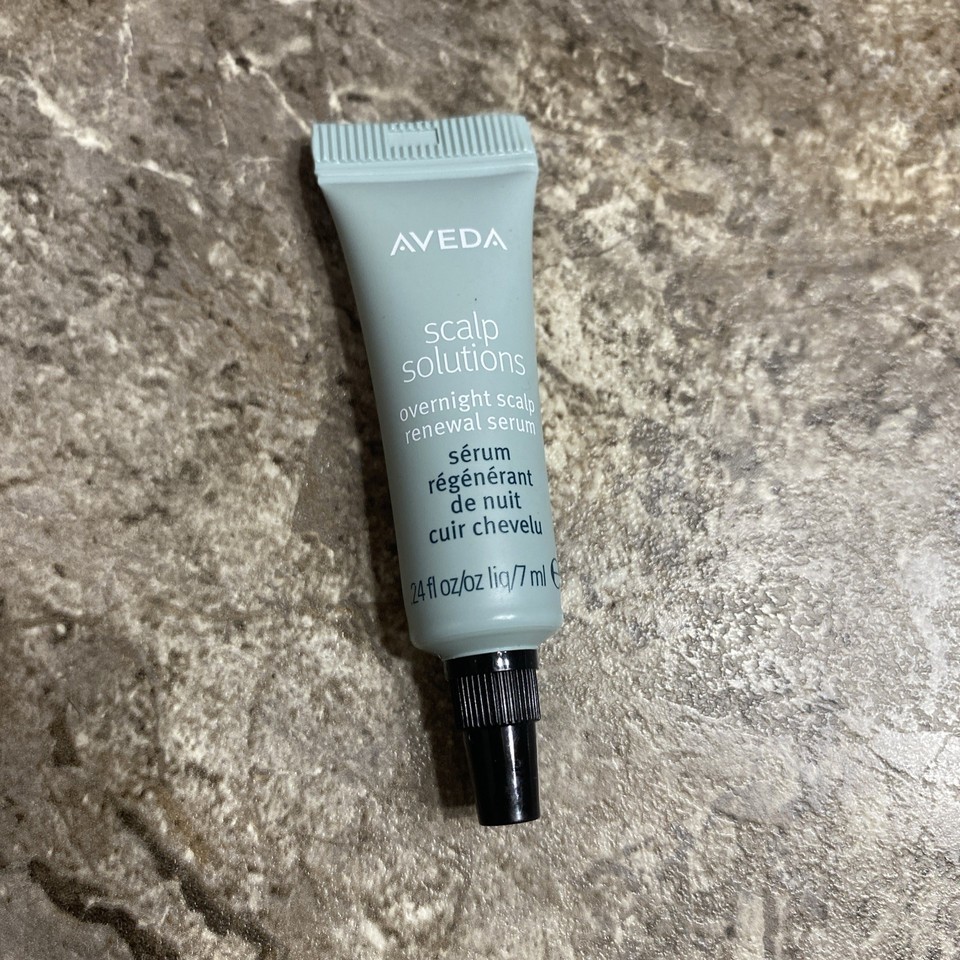 AVEDA
scalp
solutions
overnight scalp
renewal serum
sérum
régénérant
de nuit
cuir chevelu
.24 fl oz/oz liq/7 ml ℮